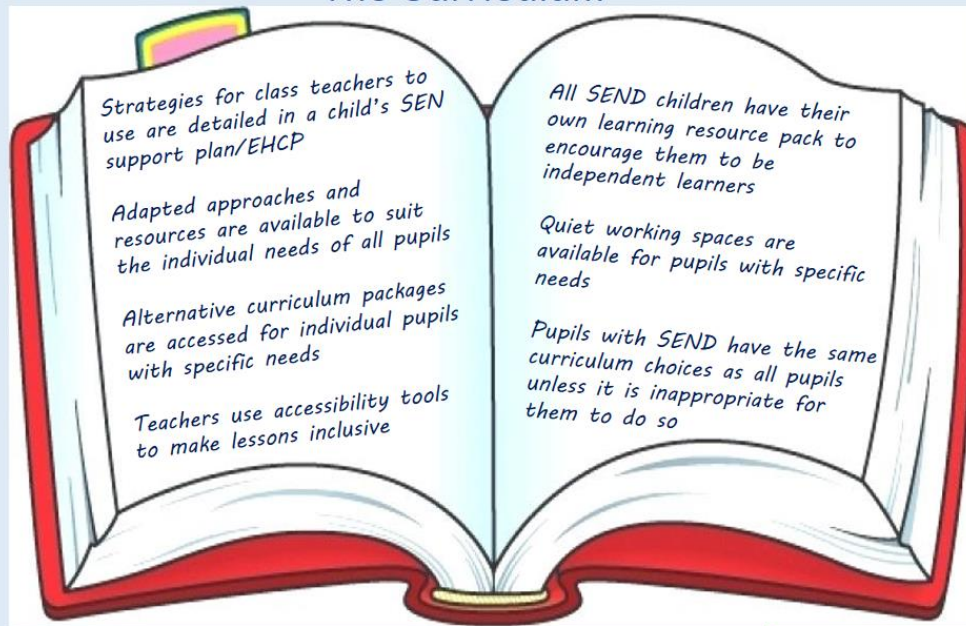 The Curriculum
Strategies for class teachers to
use are detailed in a child's SEN
support plan/EHCP
Adapted approaches and
resources are available to suit
the individual needs of all pupils
Alternative curriculum packages
are accessed for individual pupils
with specific needs
Teachers use accessibility tools
to make lessons inclusive
All SEND children have their
own learning resource pack to
encourage them to be
independent learners
Quiet working spaces are
available for pupils with specific
needs
Pupils with SEND have the same
curriculum choices as all pupils
unless it is inappropriate for
them to do so